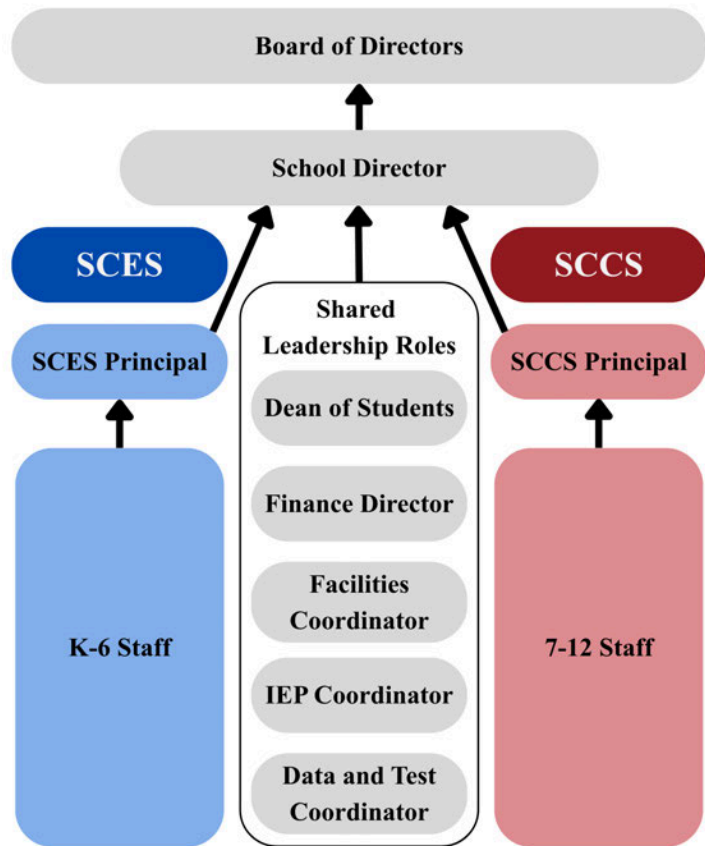 Board of Directors
School Director
SCES
SCCS
Shared
Leadership Roles
SCES Principal
SCCS Principal
Dean of Students
Finance Director
Facilities
Coordinator
K-6 Staff
7-12 Staff
IEP Coordinator
Data and Test
Coordinator